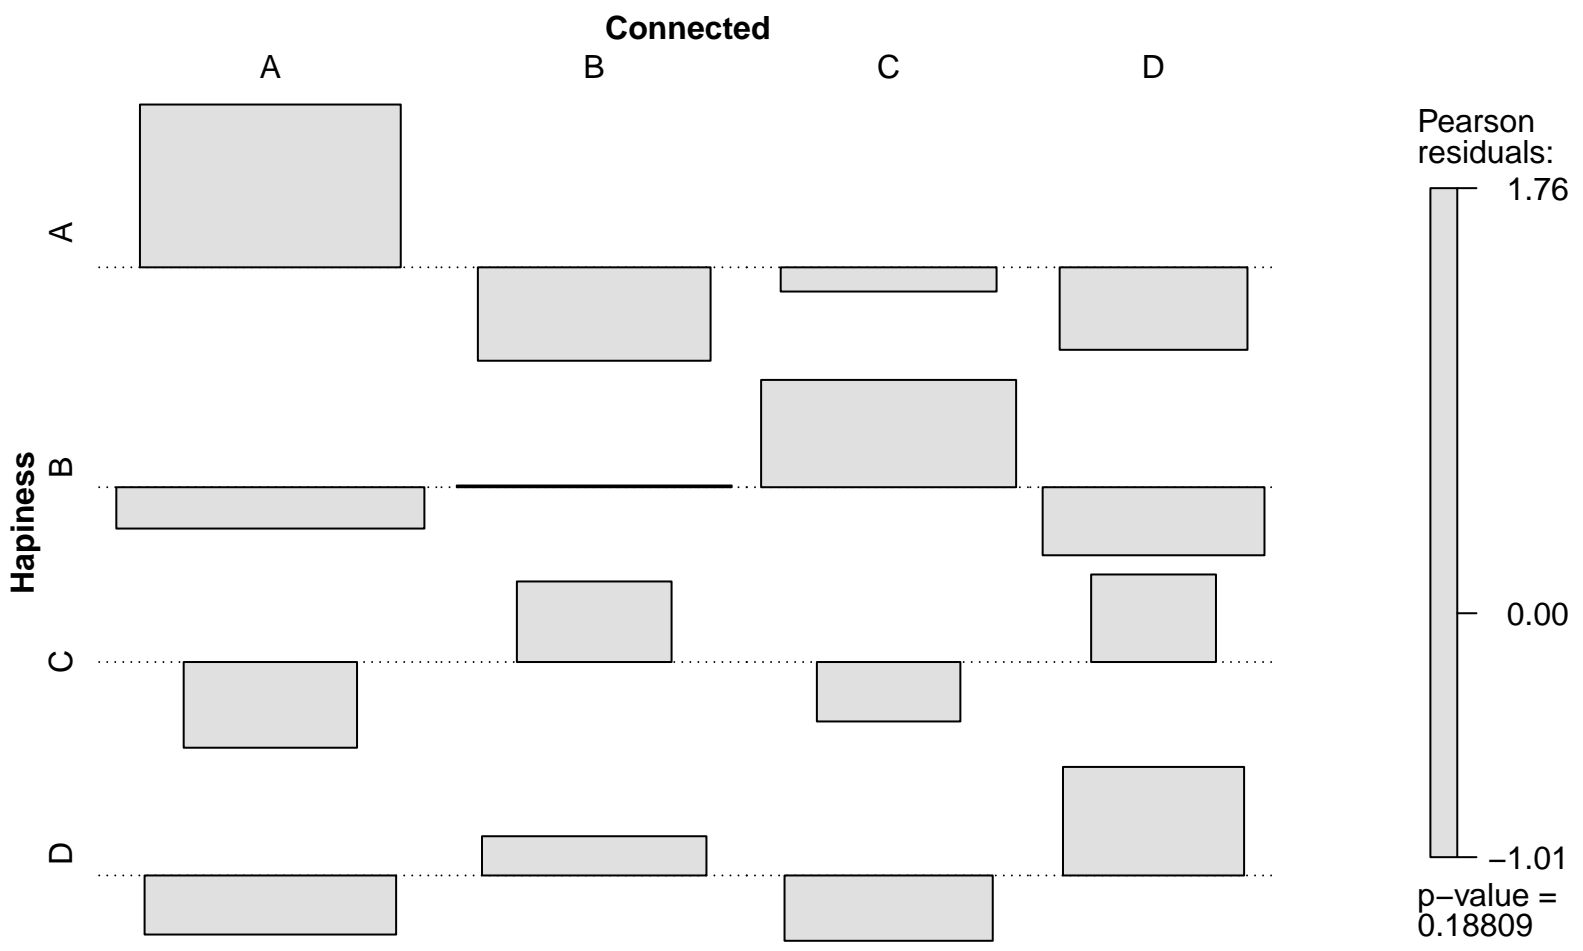 Connected
A B C D
Hapiness
A
B
C
D
Pearson
residuals:
1.76
0.00
−1.01
p−value =
0.18809